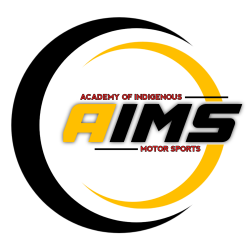 ACADEMY OF INDIGENOUS
AIMS
MOTOR SPORTS